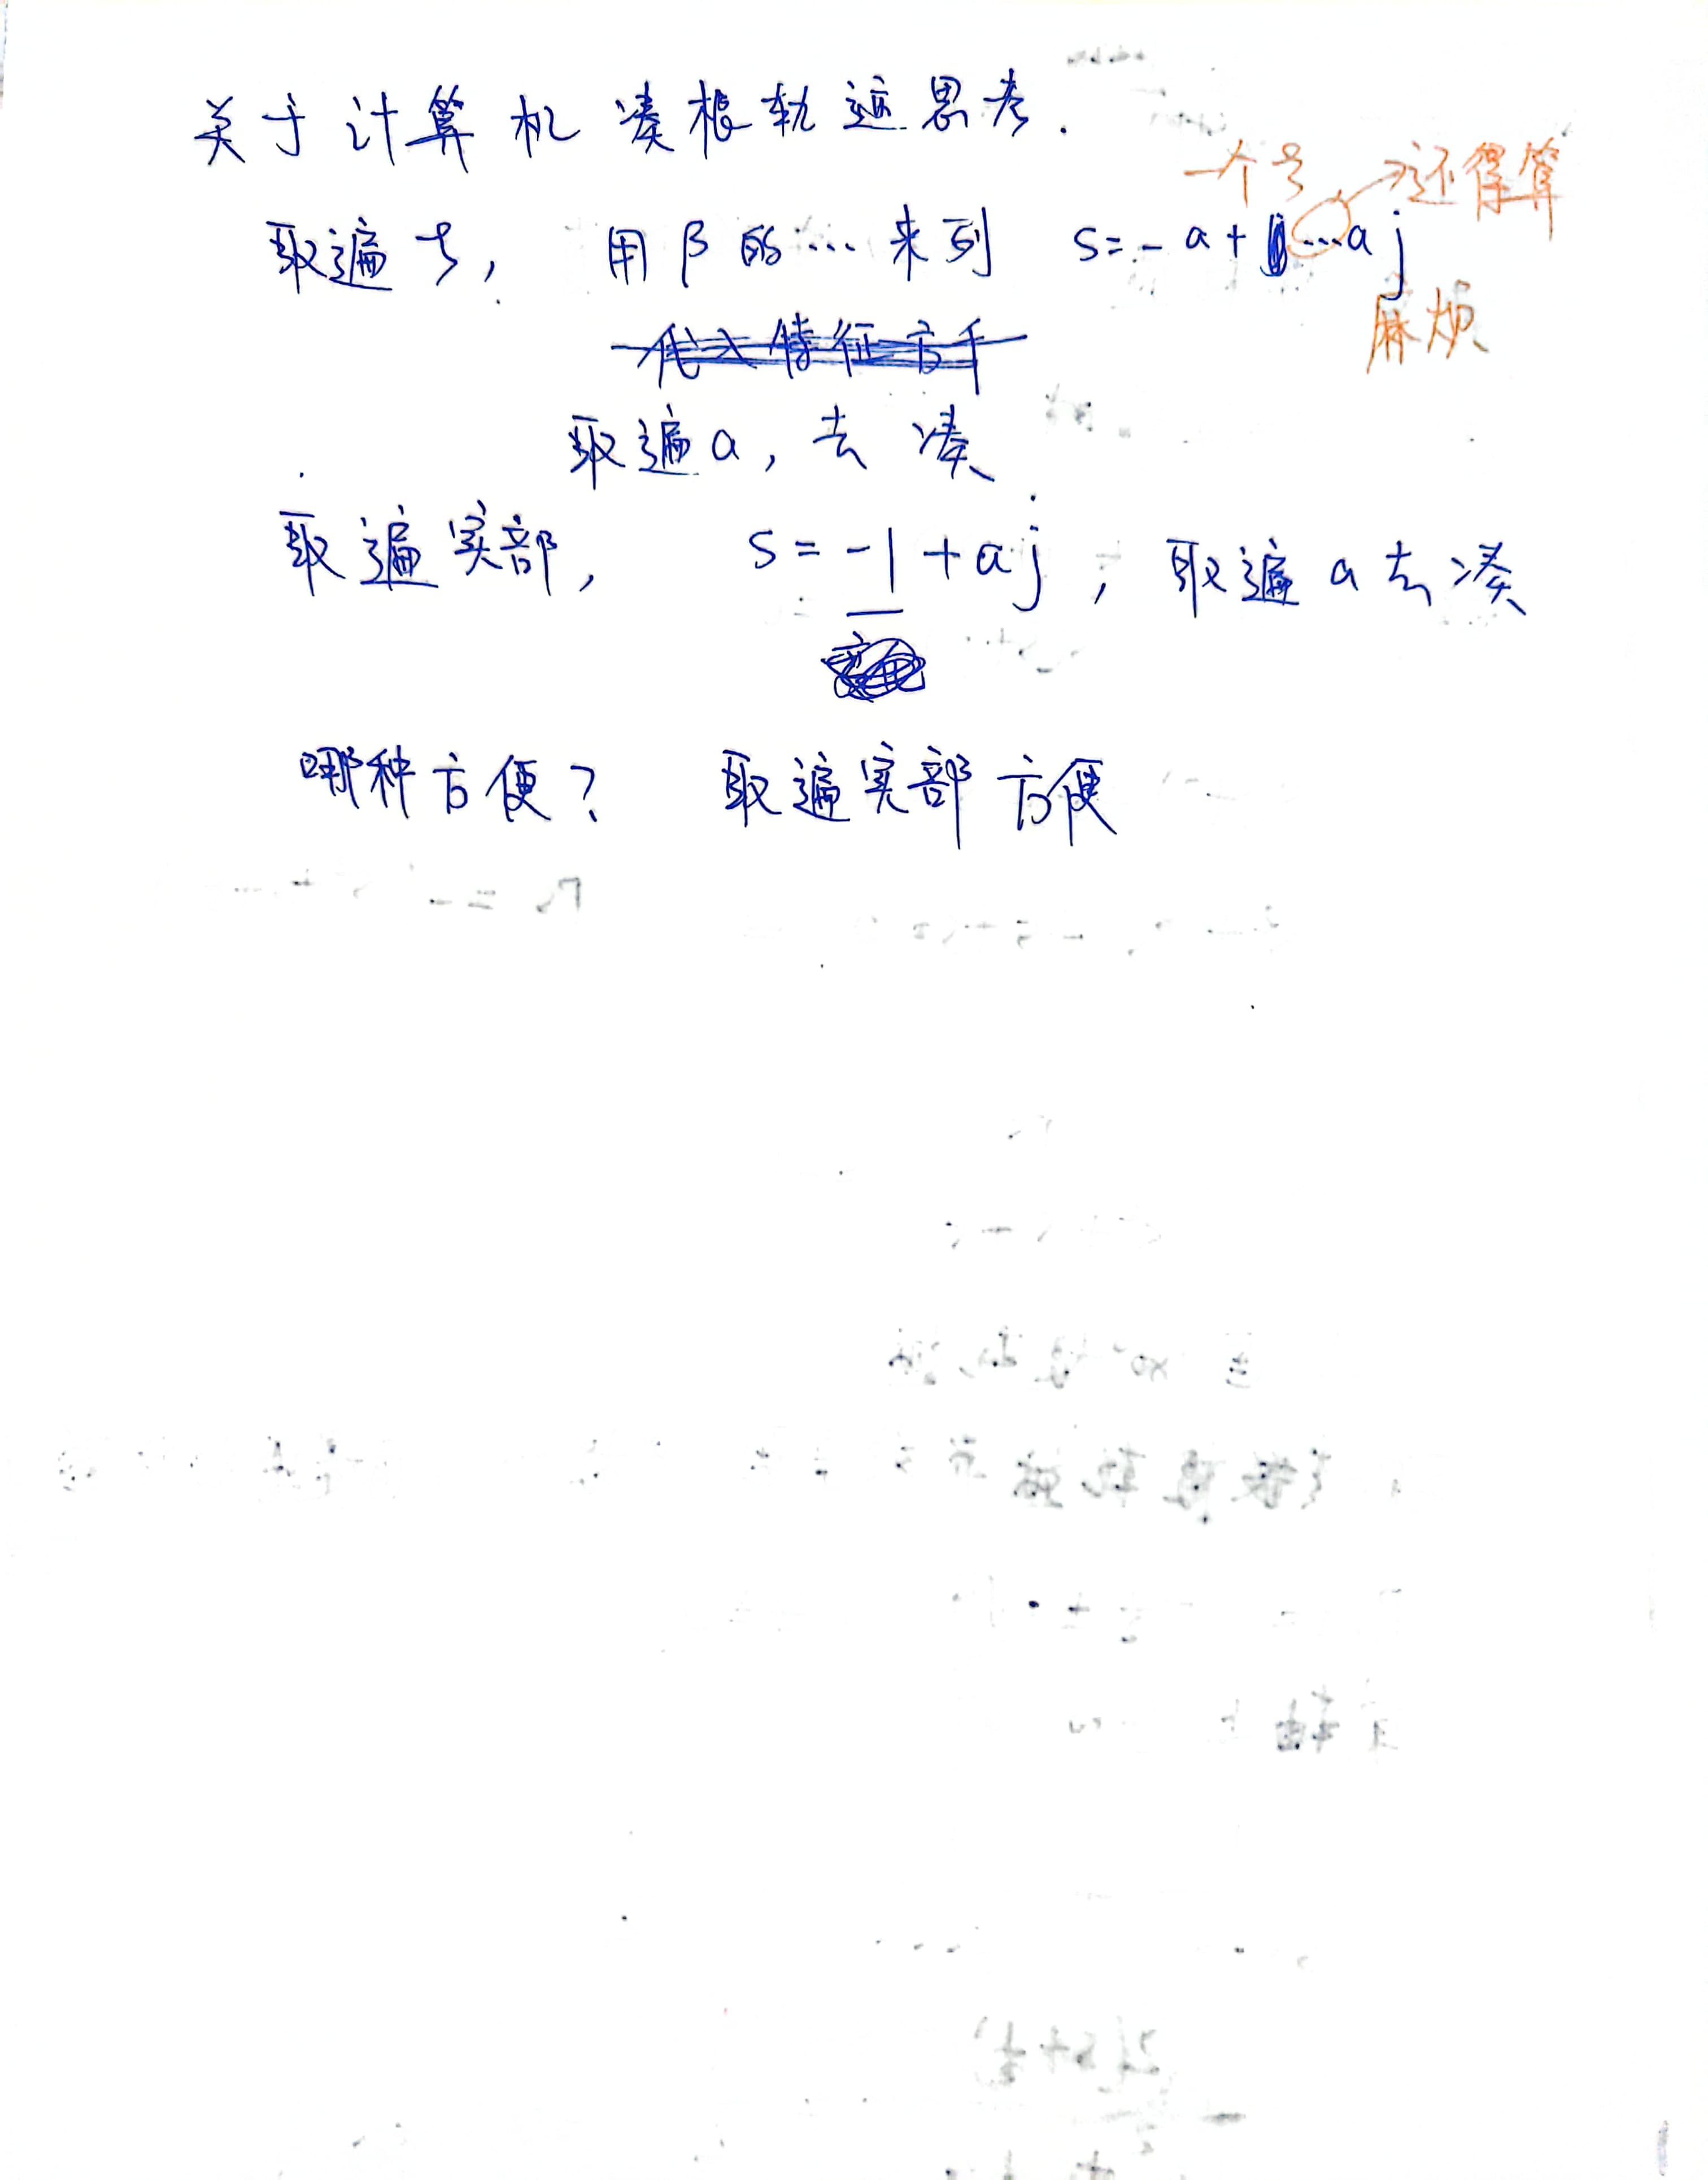 关于计算机凑根轨迹思考.
一个ξ 还得算
取遍ξ, 用β的…来列 s=-a+…aj
麻烦
代入特征方
取遍a,去凑
取遍实部, s=-1+aj,取遍a去凑
哪种方便? 取遍实部方便